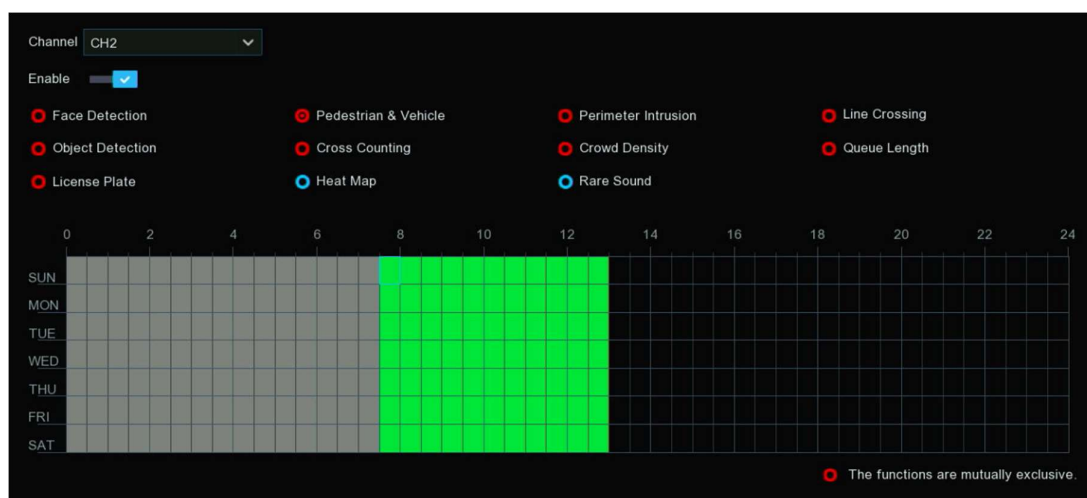 Channel CH2
Enable
Face Detection Pedestrian & Vehicle Perimeter Intrusion Line Crossing
Object Detection Cross Counting Crowd Density Queue Length
License Plate Heat Map Rare Sound
0 2 4 6 8 10 12 14 16 18 20 22 24
SUN
MON
TUE
WED
THU
FRI
SAT
The functions are mutually exclusive.